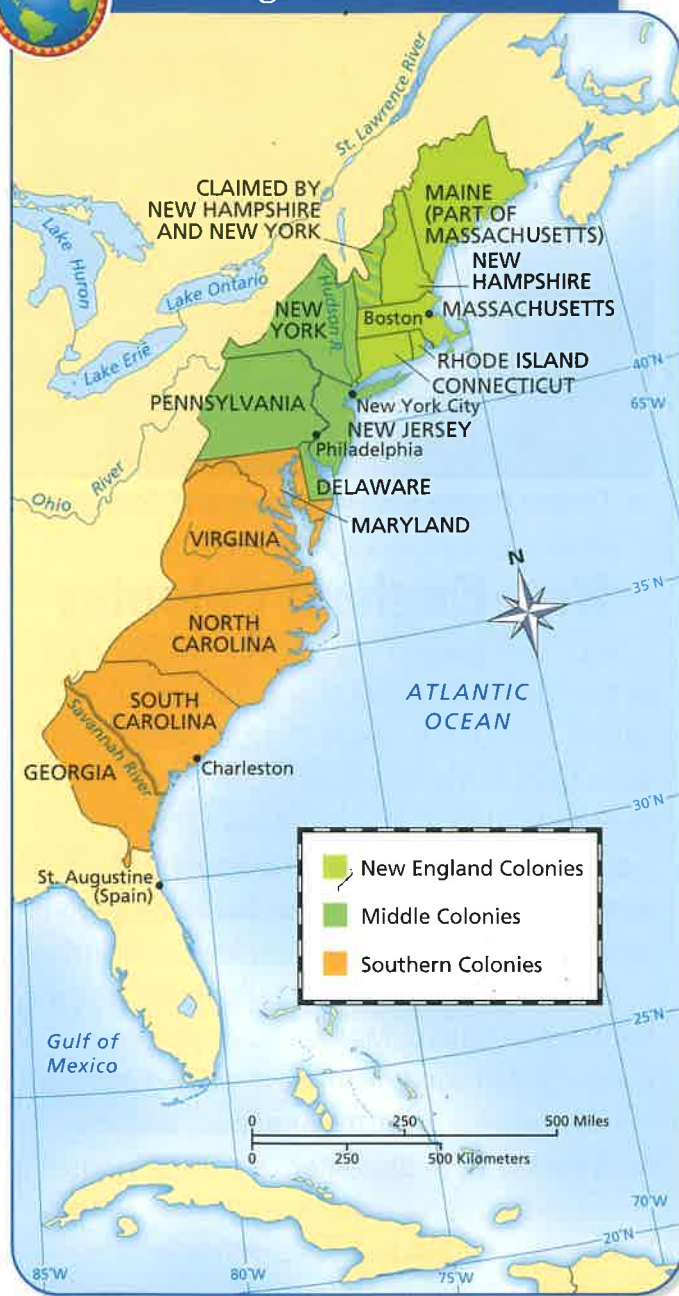 St. Lawrence River
CLAIMED BY
NEW HAMPSHIRE
AND NEW YORK
MAINE
(PART OF
MASSACHUSETTS)
NEW
HAMPSHIRE
Lake Huron
Lake Ontario
NEW
YORK
Hudson R.
Boston
MASSACHUSETTS
Lake Erie
RHODE ISLAND
CONNECTICUT
40°N
65°W
PENNSYLVANIA
New York City
NEW JERSEY
Philadelphia
Ohio River
DELAWARE
MARYLAND
VIRGINIA
N
35°N
NORTH
CAROLINA
SOUTH
CAROLINA
ATLANTIC
OCEAN
Savannah River
GEORGIA
Charleston
30°N
St. Augustine
(Spain)
New England Colonies
Middle Colonies
Southern Colonies
25°N
Gulf of
Mexico
0 250 500 Miles
0 250 500 Kilometers
70°W
20°N
85°W
80°W
75°W